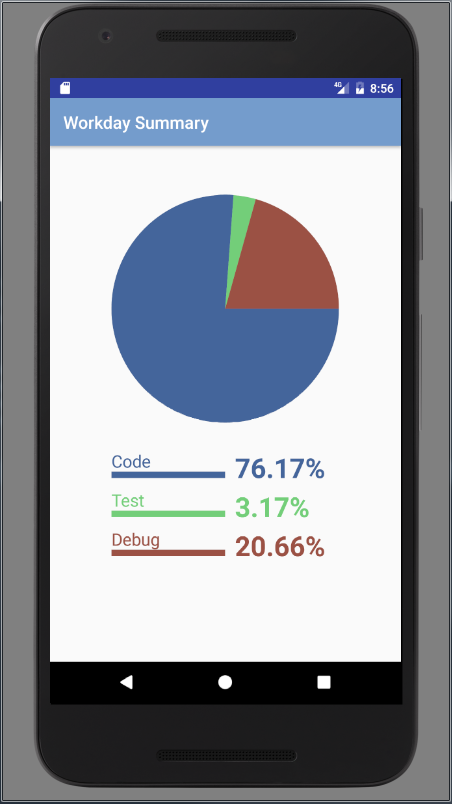 4G 8:56
Workday Summary
Code 76.17%
Test 3.17%
Debug 20.66%